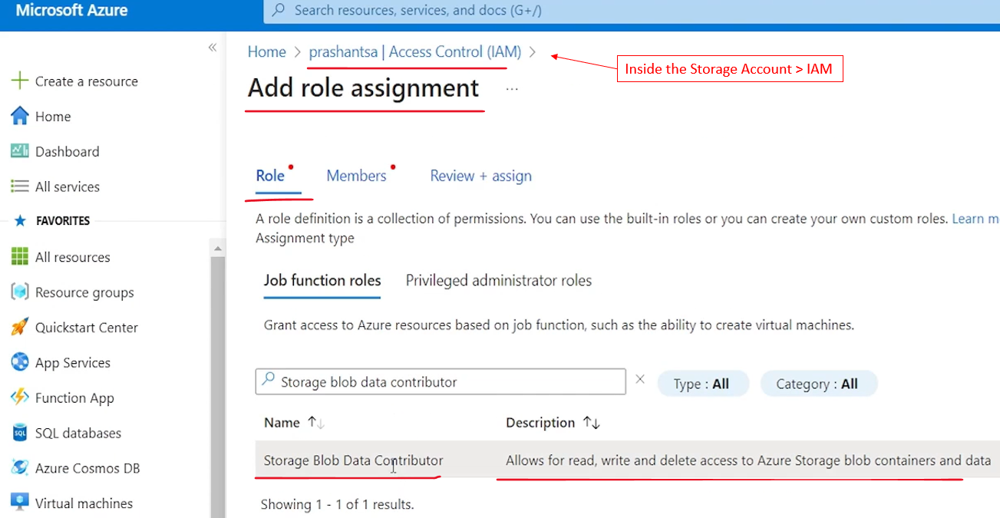 Microsoft Azure
Search resources, services, and docs (G+/)
«
Home > prashantsa | Access Control (IAM) >
Inside the Storage Account > IAM
Add role assignment ...
Create a resource
Home
Dashboard
All services
FAVORITES
All resources
Resource groups
Quickstart Center
App Services
Function App
SQL databases
Azure Cosmos DB
Virtual machines
Role Members Review + assign
A role definition is a collection of permissions. You can use the built-in roles or you can create your own custom roles. Learn m
Assignment type
Job function roles Privileged administrator roles
Grant access to Azure resources based on job function, such as the ability to create virtual machines.
Storage blob data contributor Type : All Category : All
Name ↑↓ Description ↑↓
Storage Blob Data Contributor Allows for read, write and delete access to Azure Storage blob containers and data
Showing 1 - 1 of 1 results.